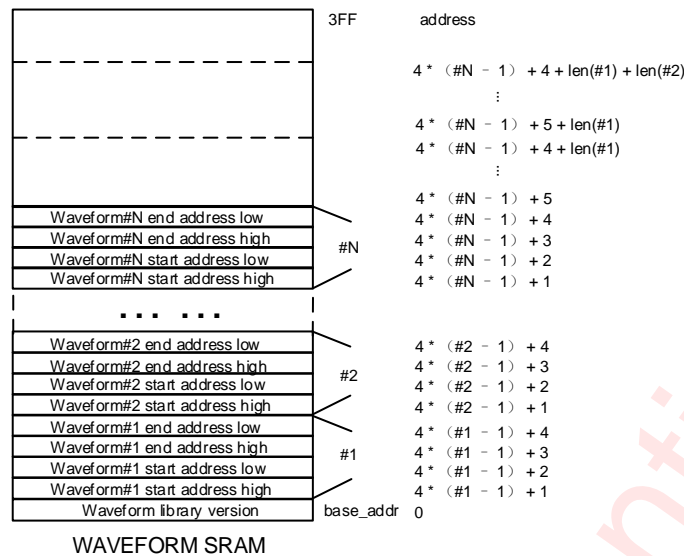 3FF address
4 * (#N - 1) + 4 + len(#1) + len(#2)
⋮
4 * (#N - 1) + 5 + len(#1)
4 * (#N - 1) + 4 + len(#1)
⋮
4 * (#N - 1) + 5
Waveform#N end address low 4 * (#N - 1) + 4
Waveform#N end address high #N 4 * (#N - 1) + 3
Waveform#N start address low 4 * (#N - 1) + 2
Waveform#N start address high 4 * (#N - 1) + 1
... ...
Waveform#2 end address low 4 * (#2 - 1) + 4
Waveform#2 end address high #2 4 * (#2 - 1) + 3
Waveform#2 start address low 4 * (#2 - 1) + 2
Waveform#2 start address high 4 * (#2 - 1) + 1
Waveform#1 end address low 4 * (#1 - 1) + 4
Waveform#1 end address high #1 4 * (#1 - 1) + 3
Waveform#1 start address low 4 * (#1 - 1) + 2
Waveform#1 start address high 4 * (#1 - 1) + 1
Waveform library version base_addr 0
WAVEFORM SRAM